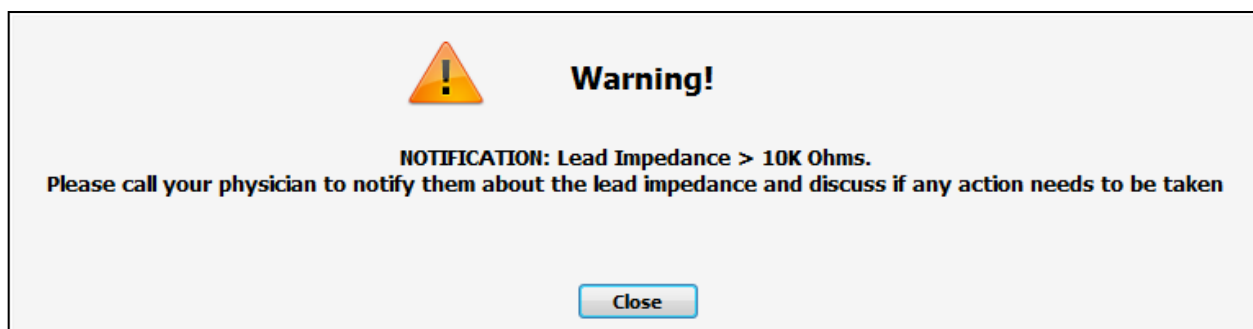 Warning!
NOTIFICATION: Lead Impedance > 10K Ohms.
Please call your physician to notify them about the lead impedance and discuss if any action needs to be taken
Close